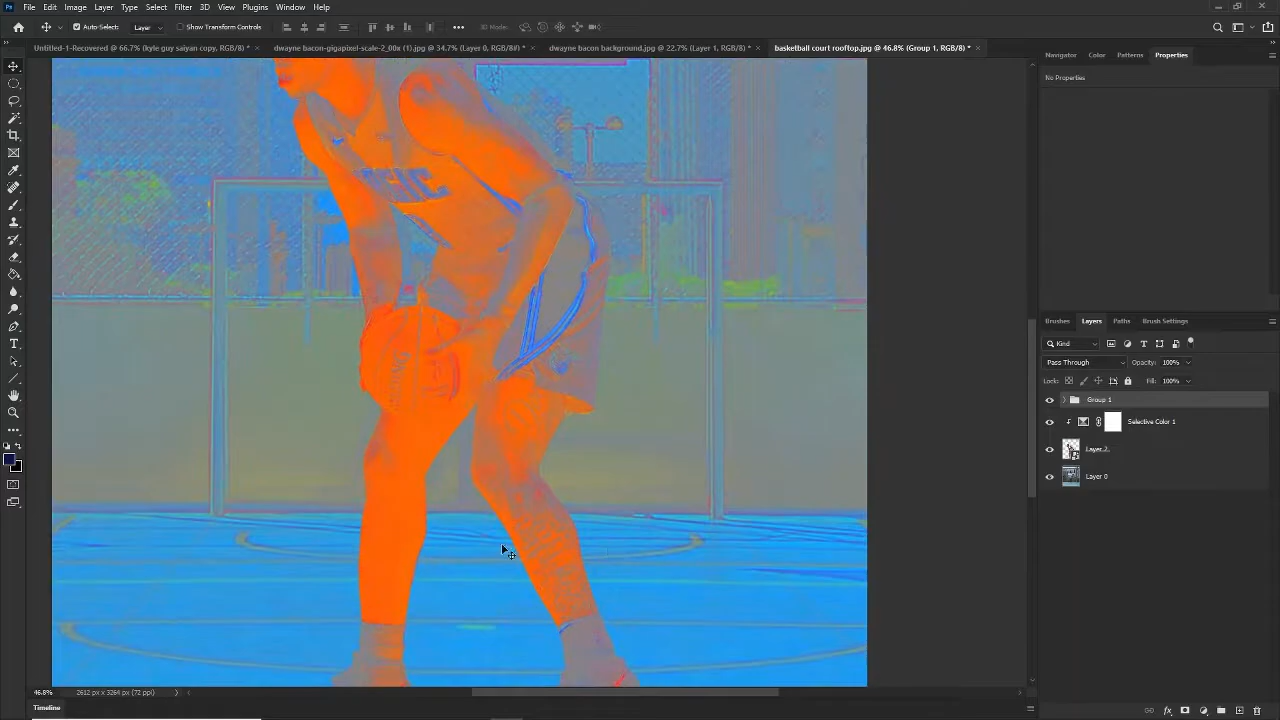 Ps File Edit Image Layer Type Select Filter 3D View Plugins Window Help
Auto-Select: Layer Show Transform Controls 3D Mode:
Untitled-1-Recovered @ 66.7% (kyle guy saiyan copy, RGB/8) * × dwayne bacon-gigapixel-scale-2_00x (1).jpg @ 34.7% (Layer 0, RGB/8#) * × dwayne bacon background.jpg @ 22.7% (Layer 1, RGB/8) * × basketball court rooftop.jpg @ 46.8% (Group 1, RGB/8) * ×
Navigator Color Patterns Properties
No Properties
Brushes Layers Paths Brush Settings
Kind
Pass Through Opacity: 100%
Lock: Fill: 100%
Group 1
Selective Color 1
Layer 2
Layer 0
46.8% 2612 px x 3264 px (72 ppi)
Timeline